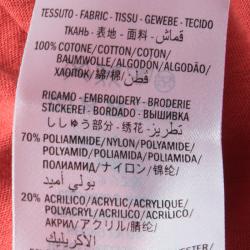 TESSUTO - FABRIC - TISSU - GEWEBE - TECIDO
ТКАНЬ - 表地 - 面料 - قماش
100% COTONE/COTTON/COTON/
BAUMWOLLE/ALGODON/ALGODÃO/
ХЛОПОК/綿/棉/ قطن
RICAMO - EMBROIDERY - BRODERIE
STICKEREI - BORDADO - ВЫШИВКА
ししゅう部分 - 绣花 - تطريز
70% POLIAMMIDE/NYLON/POLYAMIDE
POLYAMID/POLIAMIDA/POLIAMIDA/
ПОЛИАМИД/ナイロン/锦纶/
بولي أميد
20% ACRILICO/ACRYLIC/ACRYLIQUE/
POLYACRYL/ACRILICO/ACRILICO/
АКРИЛ/アクリル/腈纶/
الأكريليك